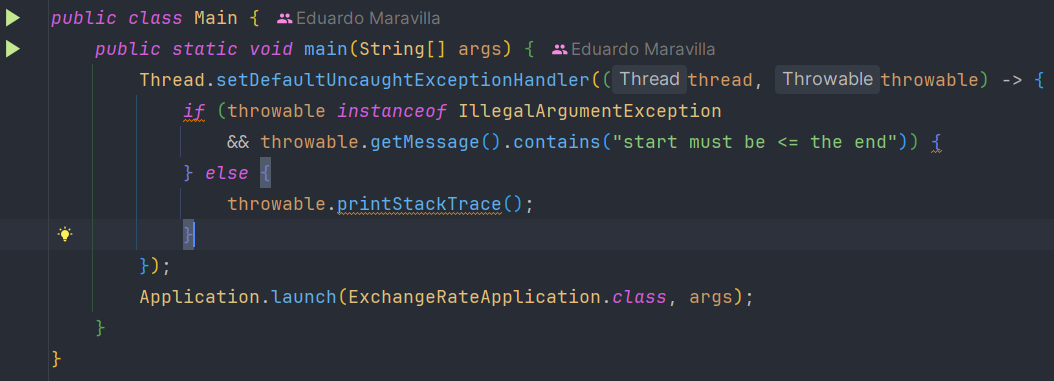 public class Main { Eduardo Maravilla
public static void main(String[] args) { Eduardo Maravilla
Thread.setDefaultUncaughtExceptionHandler(( Thread thread, Throwable throwable) -> {
if (throwable instanceof IllegalArgumentException
&& throwable.getMessage().contains("start must be <= the end")) {
} else {
throwable.printStackTrace();
}
});
Application.launch(ExchangeRateApplication.class, args);
}
}